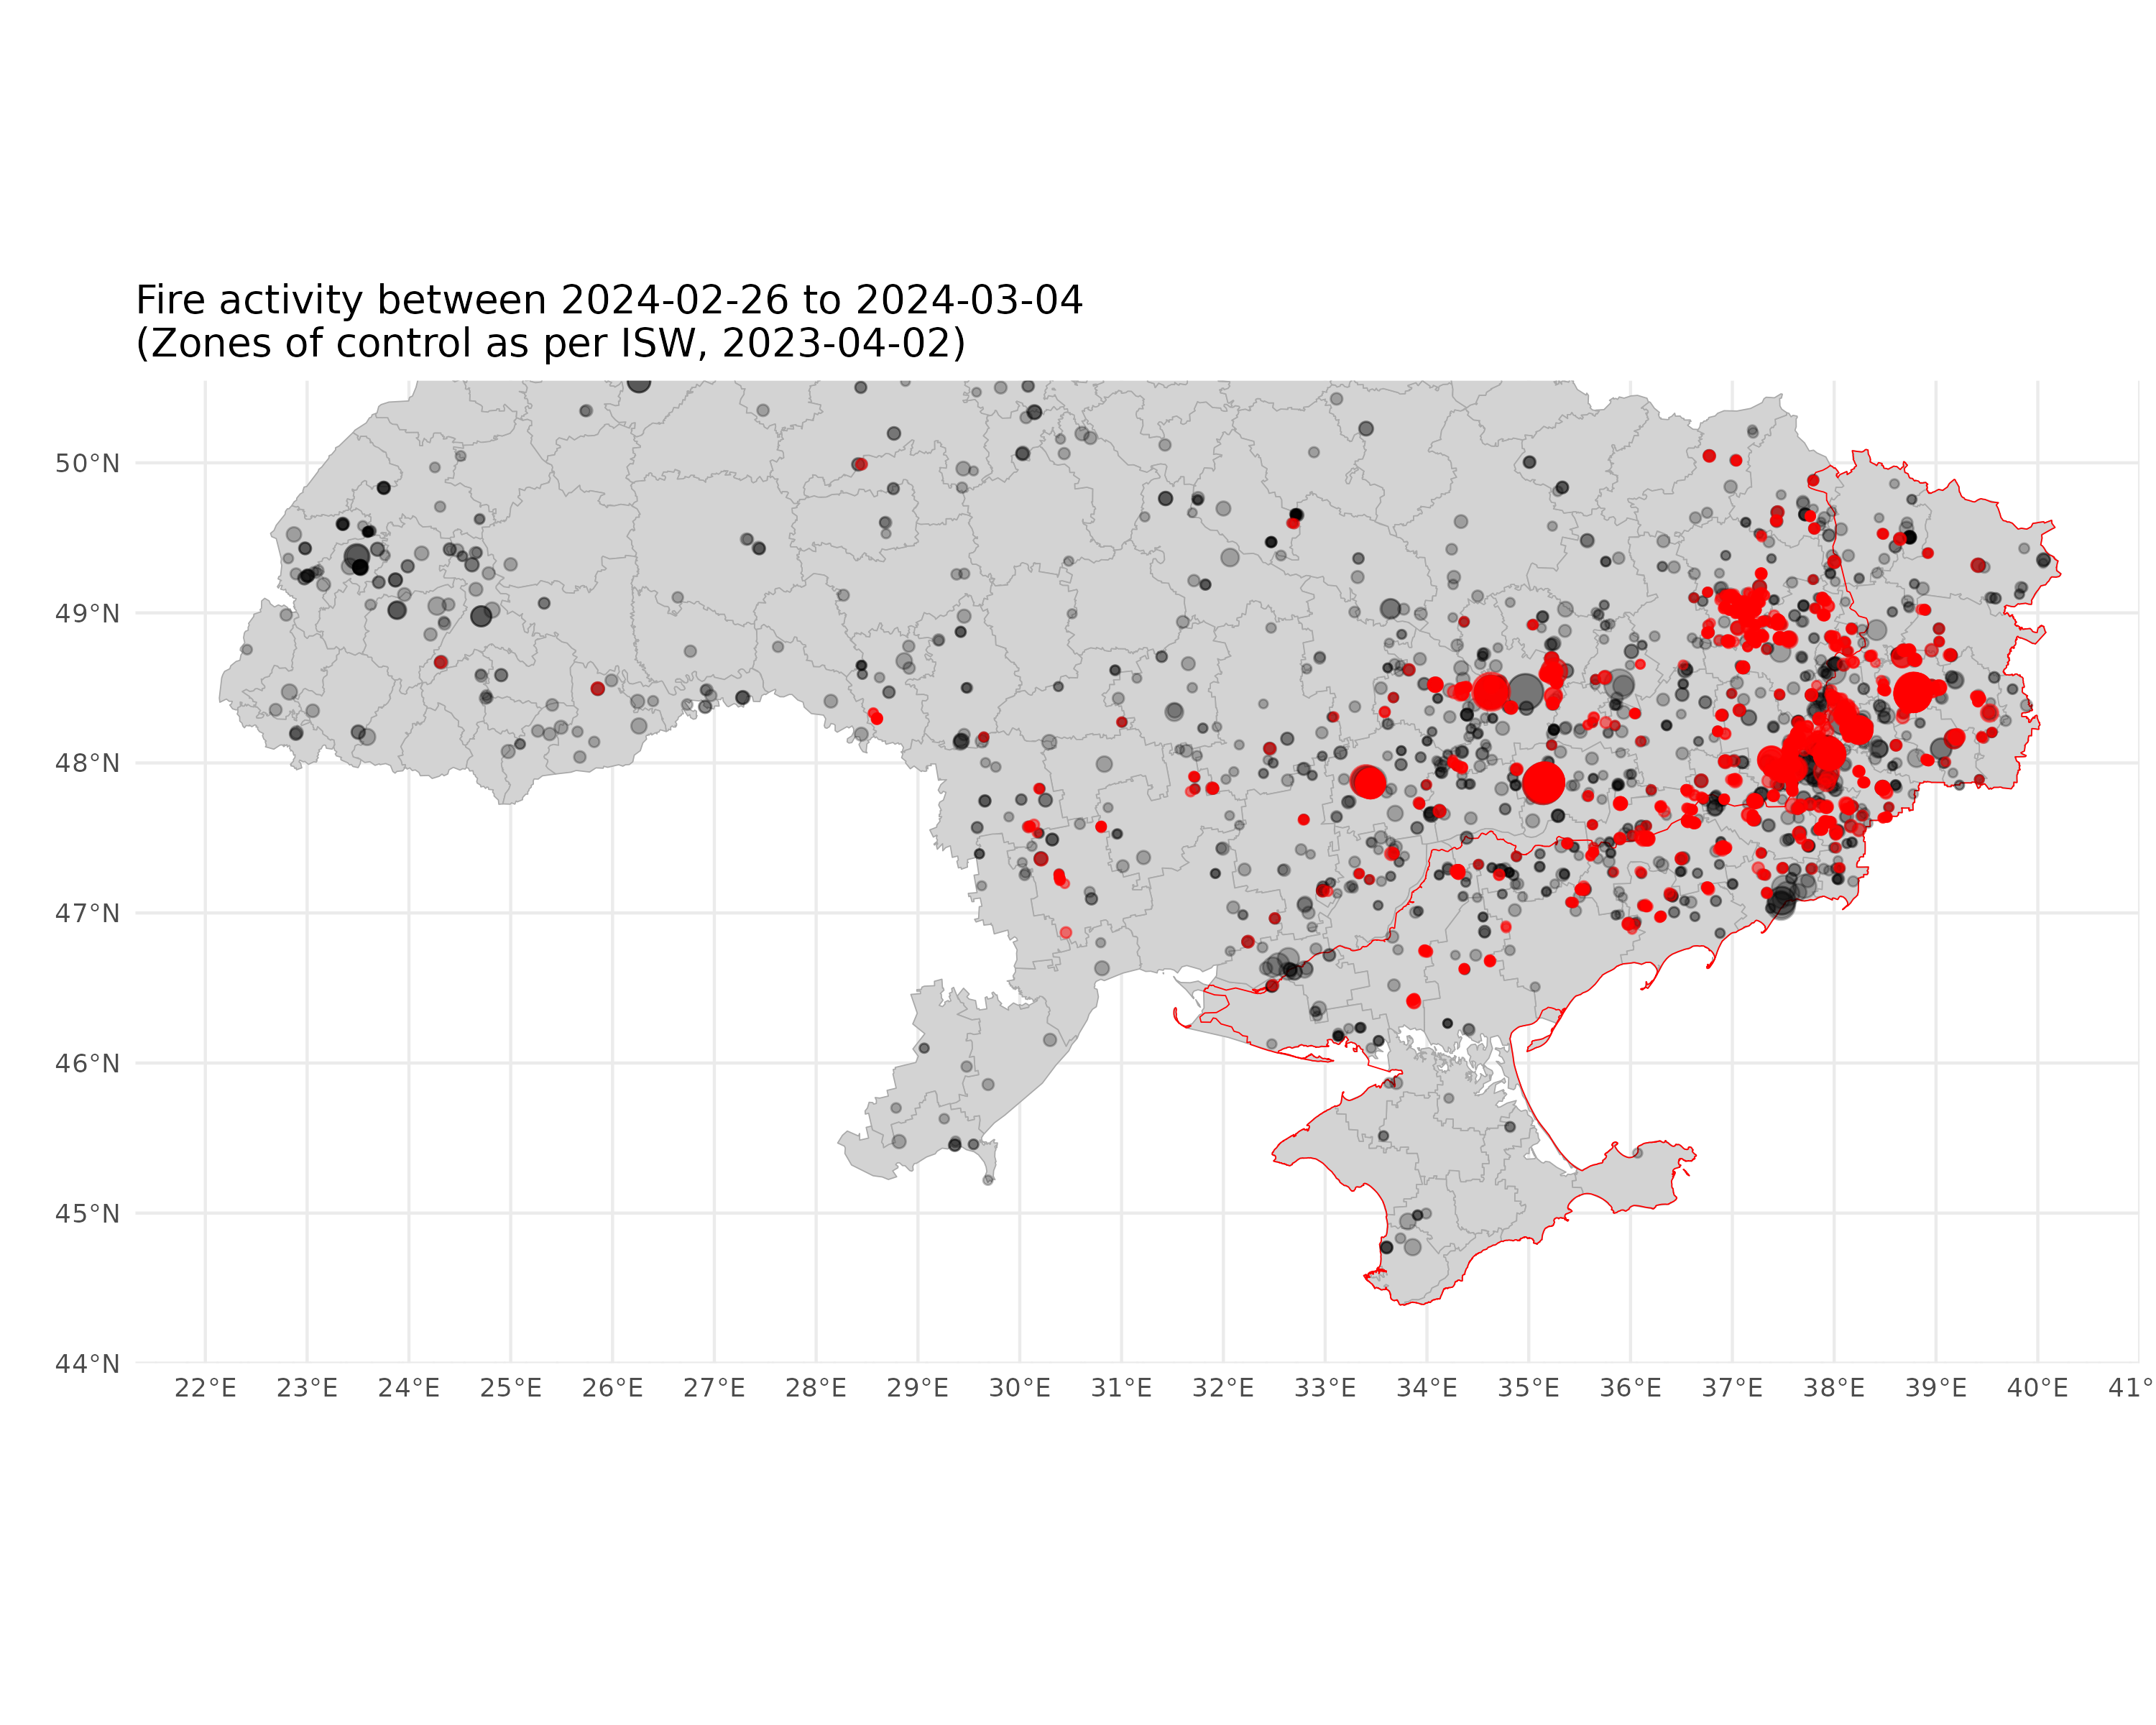 Fire activity between 2024-02-26 to 2024-03-04
(Zones of control as per ISW, 2023-04-02)
50°N
49°N
48°N
47°N
46°N
45°N
44°N
22°E 23°E 24°E 25°E 26°E 27°E 28°E 29°E 30°E 31°E 32°E 33°E 34°E 35°E 36°E 37°E 38°E 39°E 40°E 41°